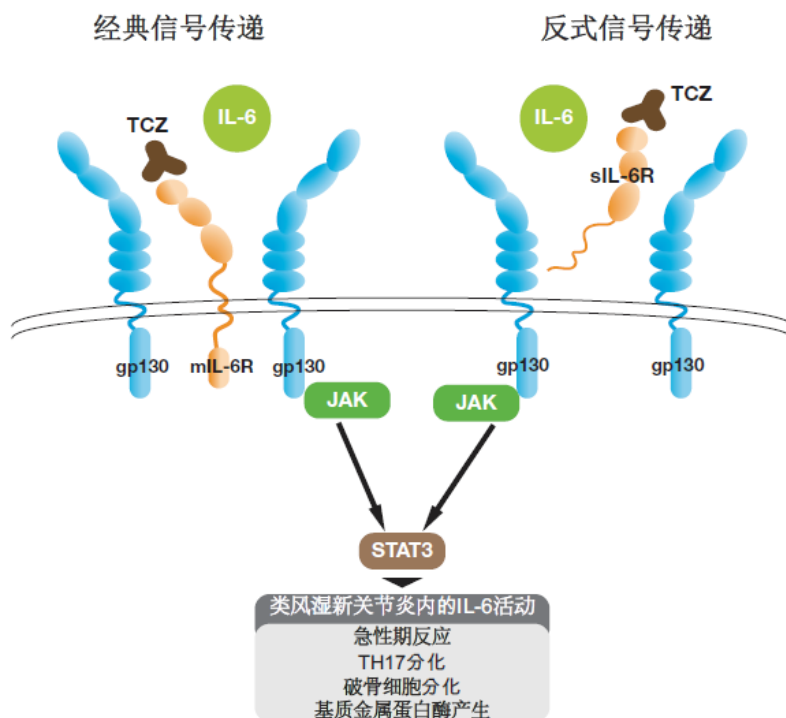 经典信号传递
反式信号传递
TCZ
IL-6
IL-6
TCZ
sIL-6R
gp130
mIL-6R
gp130
gp130
gp130
JAK
JAK
STAT3
类风湿新关节炎内的IL-6活动
急性期反应
TH17分化
破骨细胞分化
基质金属蛋白酶产生